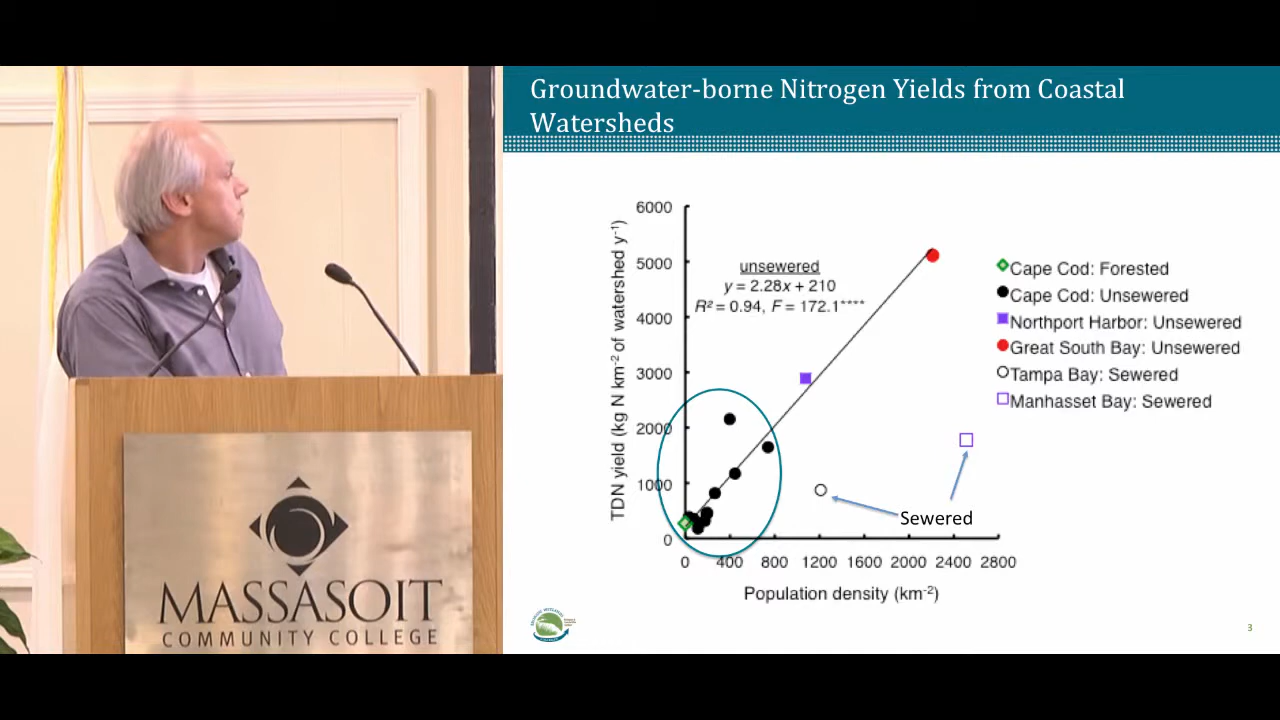 Groundwater-borne Nitrogen Yields from Coastal
Watersheds
6000
5000
4000
3000
2000
1000
0
TDN yield (kg N km⁻² of watershed y⁻¹)
unsewered
y = 2.28x + 210
R² = 0.94, F = 172.1****
Sewered
0 400 800 1200 1600 2000 2400 2800
Population density (km⁻²)
Cape Cod: Forested
Cape Cod: Unsewered
Northport Harbor: Unsewered
Great South Bay: Unsewered
Tampa Bay: Sewered
Manhasset Bay: Sewered
3
MASSASOIT
COMMUNITY COLLEGE